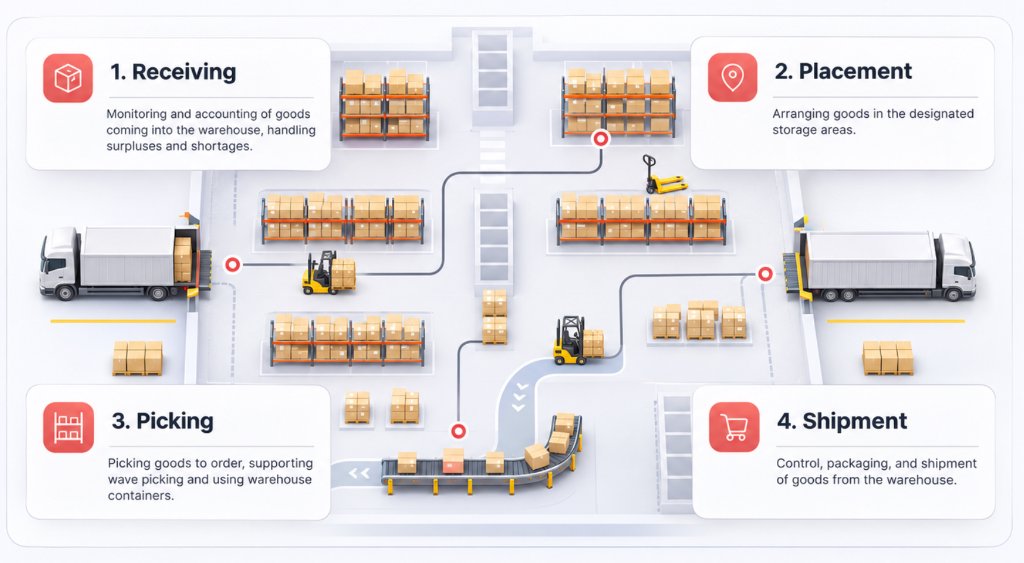 1. Receiving
Monitoring and accounting of goods
coming into the warehouse, handling
surpluses and shortages.
2. Placement
Arranging goods in the designated
storage areas.
3. Picking
Picking goods to order, supporting
wave picking and using warehouse
containers.
4. Shipment
Control, packaging, and shipment
of goods from the warehouse.